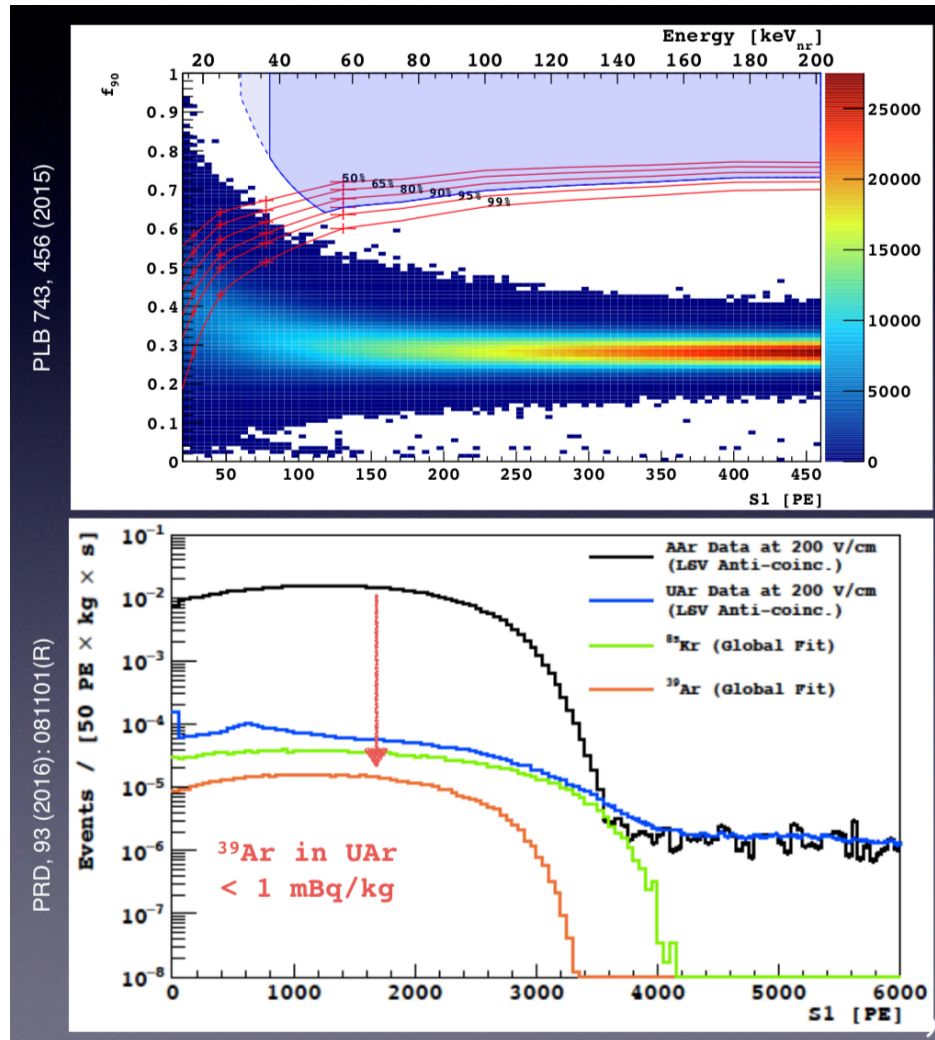 PLB 743, 456 (2015)
Energy [keVnr]
20 40 60 80 100 120 140 160 180 200
f90
1
0.9
0.8
0.7
0.6
0.5
0.4
0.3
0.2
0.1
0
50% 65% 80% 90% 95% 99%
50 100 150 200 250 300 350 400 450
S1 [PE]
25000
20000
15000
10000
5000
0
PRD, 93 (2016): 081101(R)
Events / [50 PE × kg × s]
10-1
10-2
10-3
10-4
10-5
10-6
10-7
10-8
AAr Data at 200 V/cm
(LSV Anti-coinc.)
UAr Data at 200 V/cm
(LSV Anti-coinc.)
85Kr (Global Fit)
39Ar (Global Fit)
39Ar in UAr
< 1 mBq/kg
0 1000 2000 3000 4000 5000 6000
S1 [PE]